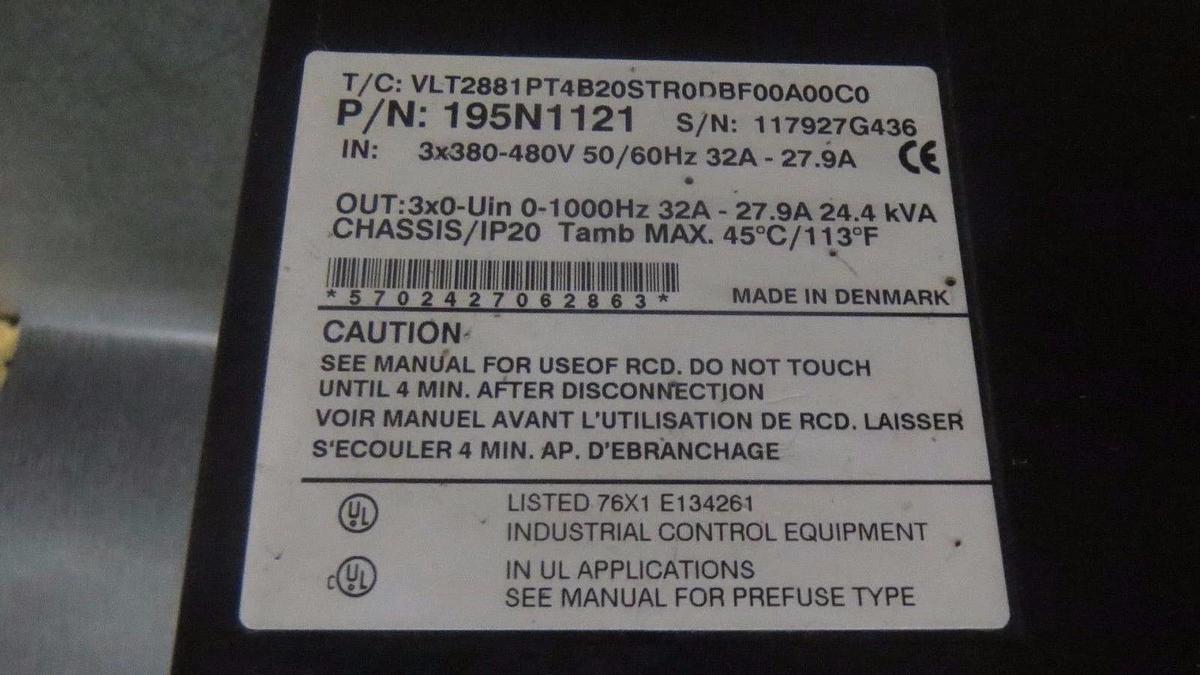 T/C: VLT2881PT4B20STR0DBF00A00C0
P/N: 195N1121 S/N: 117927G436
IN: 3x380-480V 50/60Hz 32A - 27.9A CE
OUT:3x0-Uin 0-1000Hz 32A - 27.9A 24.4 kVA
CHASSIS/IP20 Tamb MAX. 45°C/113°F
*5702427062863* MADE IN DENMARK
CAUTION
SEE MANUAL FOR USEOF RCD. DO NOT TOUCH
UNTIL 4 MIN. AFTER DISCONNECTION
VOIR MANUEL AVANT L'UTILISATION DE RCD. LAISSER
S'ECOULER 4 MIN. AP. D'EBRANCHAGE
UL LISTED 76X1 E134261
INDUSTRIAL CONTROL EQUIPMENT
c UL IN UL APPLICATIONS
SEE MANUAL FOR PREFUSE TYPE